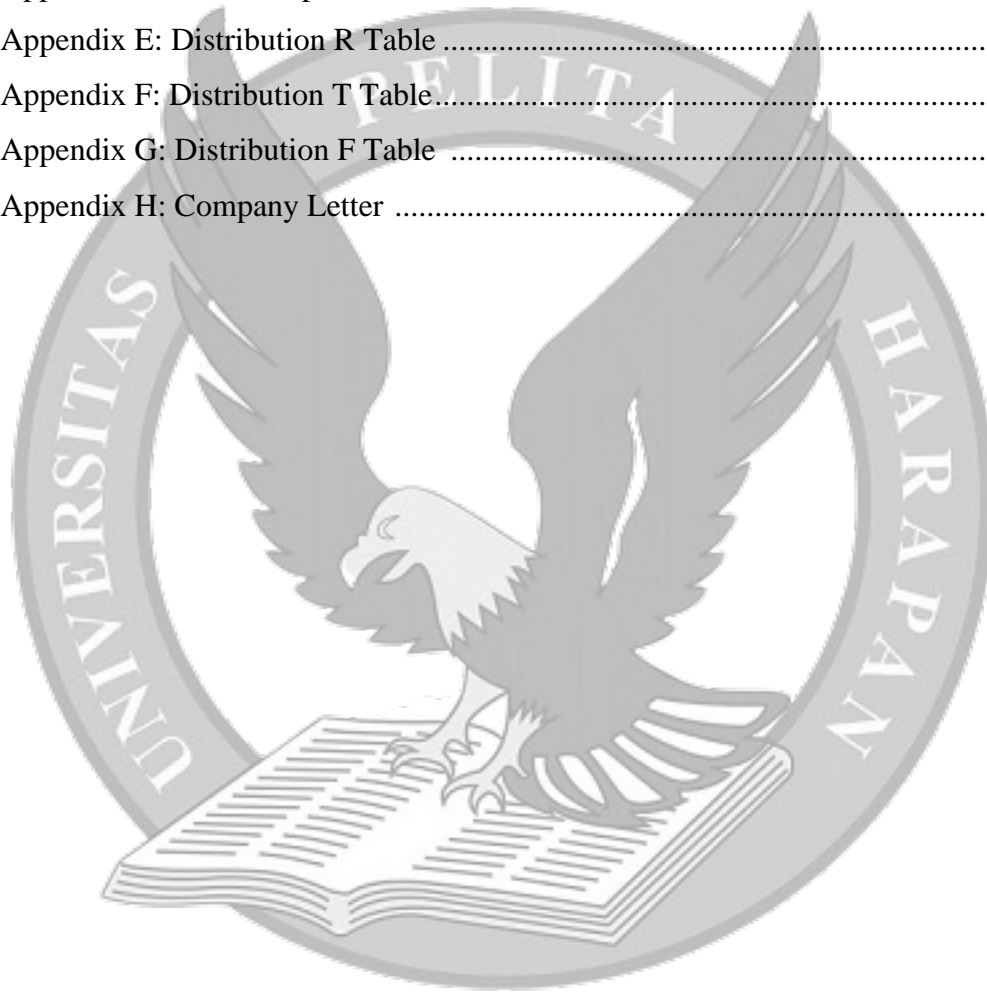 Appendix E: Distribution R Table ........................................................................
Appendix F: Distribution T Table........................................................................
Appendix G: Distribution F Table ........................................................................
Appendix H: Company Letter ........................................................................
UNIVERSITAS PELITA HARAPAN